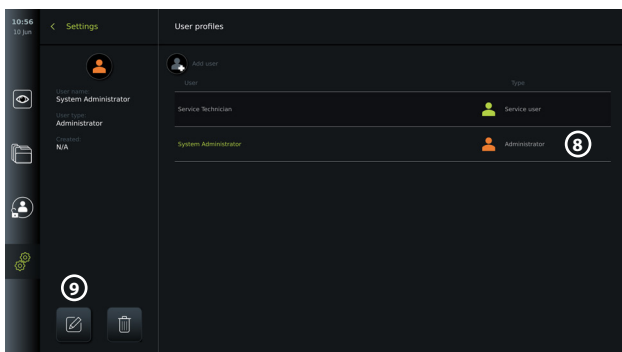 10:56
10 Jun
Settings
User profiles
Add user
User name:
System Administrator
User type:
Administrator
Created:
N/A
User Type
Service Technician Service user
System Administrator Administrator
8
9